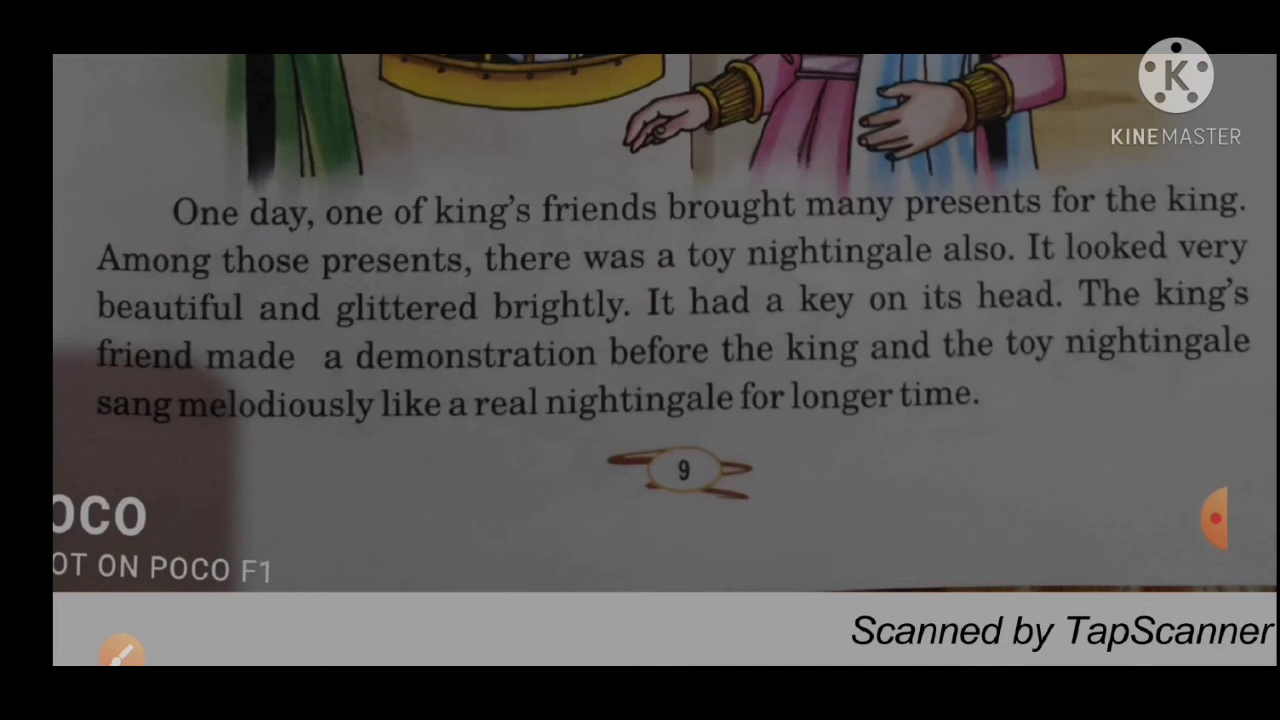 KINEMASTER
One day, one of king's friends brought many presents for the king.
Among those presents, there was a toy nightingale also. It looked very
beautiful and glittered brightly. It had a key on its head. The king's
friend made a demonstration before the king and the toy nightingale
sang melodiously like a real nightingale for longer time.
9
OCO
OT ON POCO F1
Scanned by TapScanner